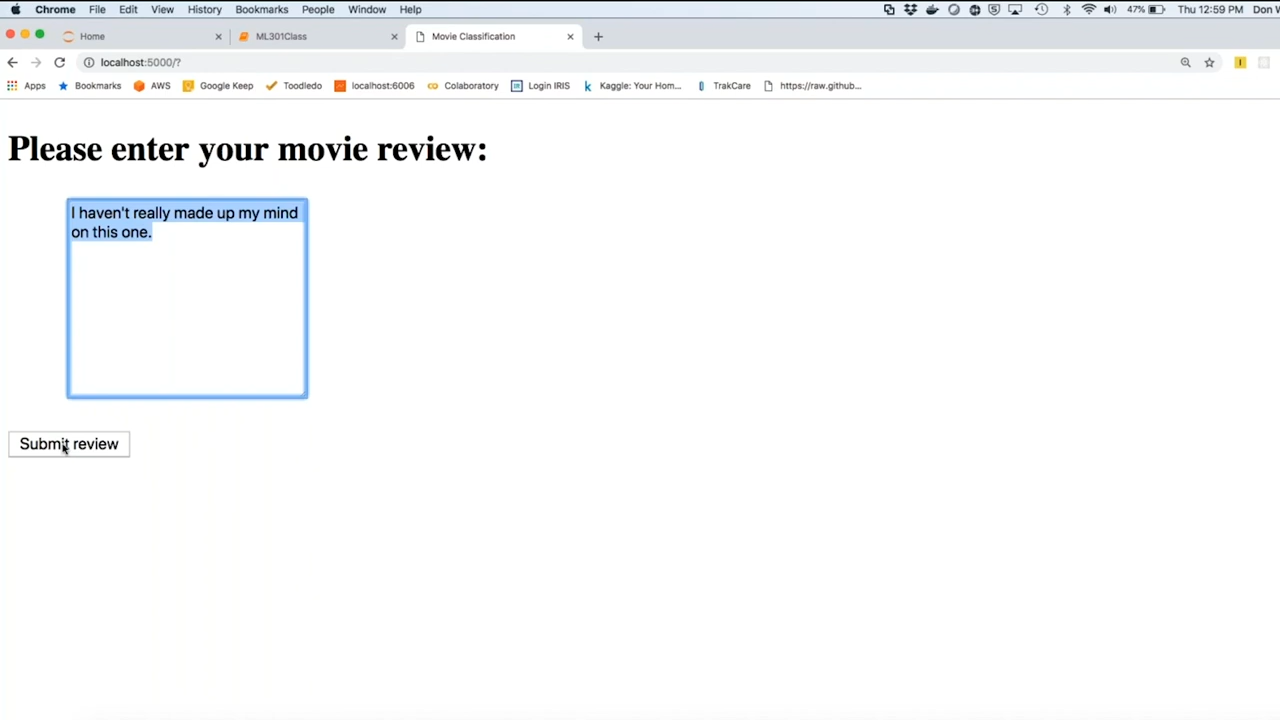 Chrome File Edit View History Bookmarks People Window Help 47% Thu 12:59 PM Don W
Home ML301Class Movie Classification
localhost:5000/?
Apps Bookmarks AWS Google Keep Toodledo localhost:6006 Colaboratory Login IRIS Kaggle: Your Hom... TrakCare https://raw.github...
Please enter your movie review:
I haven't really made up my mind
on this one.
Submit review